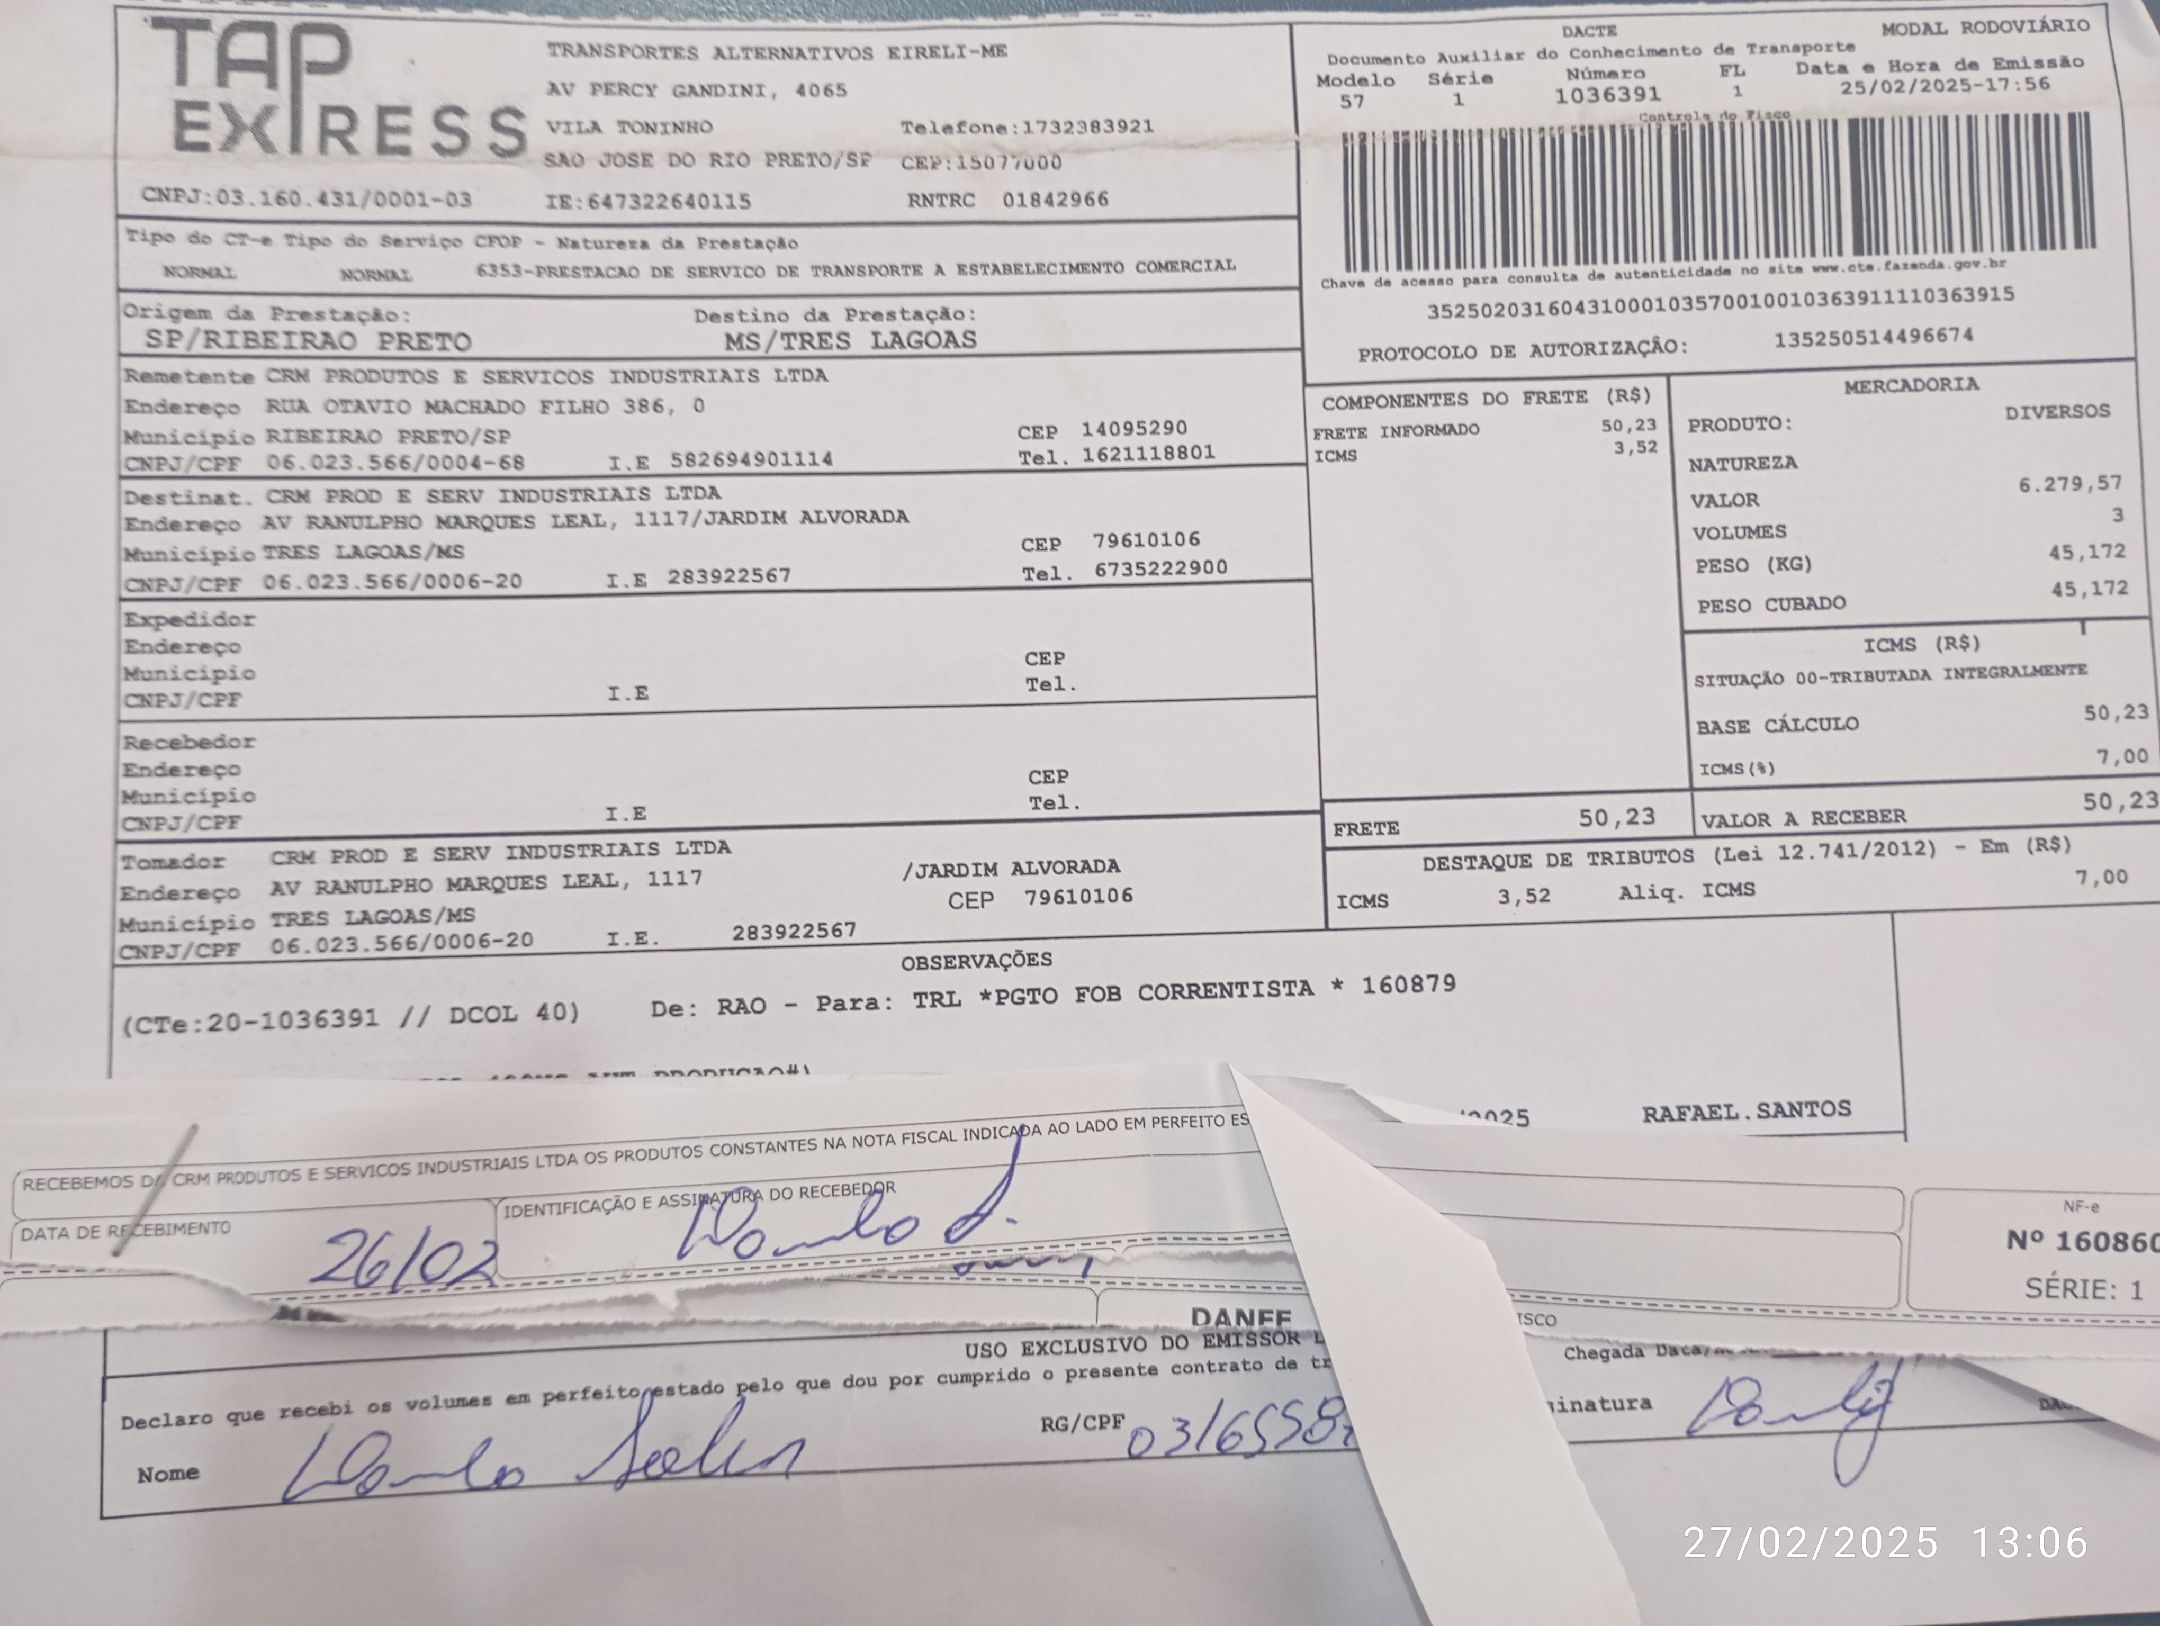 TAP EXPRESS
TRANSPORTES ALTERNATIVOS EIRELI-ME
AV PERCY GANDINI, 4065
VILA TONINHO Telefone:1732383921
SAO JOSE DO RIO PRETO/SP CEP:15077000
CNPJ:03.160.431/0001-03 IE:647322640115 RNTRC 01842966
DACTE MODAL RODOVIÁRIO
Documento Auxiliar do Conhecimento de Transporte
Modelo Série Número FL Data e Hora de Emissão
57 1 1036391 1 25/02/2025-17:56
Controle do Fisco
Chave de acesso para consulta de autenticidade no site www.cte.fazenda.gov.br
35250203160431000103570010010363911110363915
PROTOCOLO DE AUTORIZAÇÃO: 135250514496674
Tipo do CT-e Tipo do Serviço CFOP - Natureza da Prestação
NORMAL NORMAL 6353-PRESTACAO DE SERVICO DE TRANSPORTE A ESTABELECIMENTO COMERCIAL
Origem da Prestação: Destino da Prestação:
SP/RIBEIRAO PRETO MS/TRES LAGOAS
Remetente CRM PRODUTOS E SERVICOS INDUSTRIAIS LTDA
Endereço RUA OTAVIO MACHADO FILHO 386, 0
Município RIBEIRAO PRETO/SP CEP 14095290
CNPJ/CPF 06.023.566/0004-68 I.E 582694901114 Tel. 1621118801
Destinat. CRM PROD E SERV INDUSTRIAIS LTDA
Endereço AV RANULPHO MARQUES LEAL, 1117/JARDIM ALVORADA
Município TRES LAGOAS/MS CEP 79610106
CNPJ/CPF 06.023.566/0006-20 I.E 283922567 Tel. 6735222900
Expedidor
Endereço
Município CEP
CNPJ/CPF I.E Tel.
Recebedor
Endereço
Município CEP
CNPJ/CPF I.E Tel.
Tomador CRM PROD E SERV INDUSTRIAIS LTDA
Endereço AV RANULPHO MARQUES LEAL, 1117 /JARDIM ALVORADA
Município TRES LAGOAS/MS CEP 79610106
CNPJ/CPF 06.023.566/0006-20 I.E. 283922567
COMPONENTES DO FRETE (R$)
FRETE INFORMADO 50,23
ICMS 3,52
MERCADORIA
PRODUTO: DIVERSOS
NATUREZA
VALOR 6.279,57
VOLUMES 3
PESO (KG) 45,172
PESO CUBADO 45,172
ICMS (R$)
SITUAÇÃO 00-TRIBUTADA INTEGRALMENTE
BASE CÁLCULO 50,23
ICMS(%) 7,00
FRETE 50,23 VALOR A RECEBER 50,23
DESTAQUE DE TRIBUTOS (Lei 12.741/2012) - Em (R$)
ICMS 3,52 Aliq. ICMS 7,00
OBSERVAÇÕES
(CTe:20-1036391 // DCOL 40) De: RAO - Para: TRL *PGTO FOB CORRENTISTA * 160879
2025 RAFAEL.SANTOS
RECEBEMOS DA CRM PRODUTOS E SERVICOS INDUSTRIAIS LTDA OS PRODUTOS CONSTANTES NA NOTA FISCAL INDICADA AO LADO EM PERFEITO ES
DATA DE RECEBIMENTO IDENTIFICAÇÃO E ASSINATURA DO RECEBEDOR
26/02
NF-e
Nº 160860
SÉRIE: 1
DANFE
ISCO
USO EXCLUSIVO DO EMISSOR
Chegada Data/
Declaro que recebi os volumes em perfeito estado pelo que dou por cumprido o presente contrato de tr
Nome RG/CPF inatura
27/02/2025 13:06